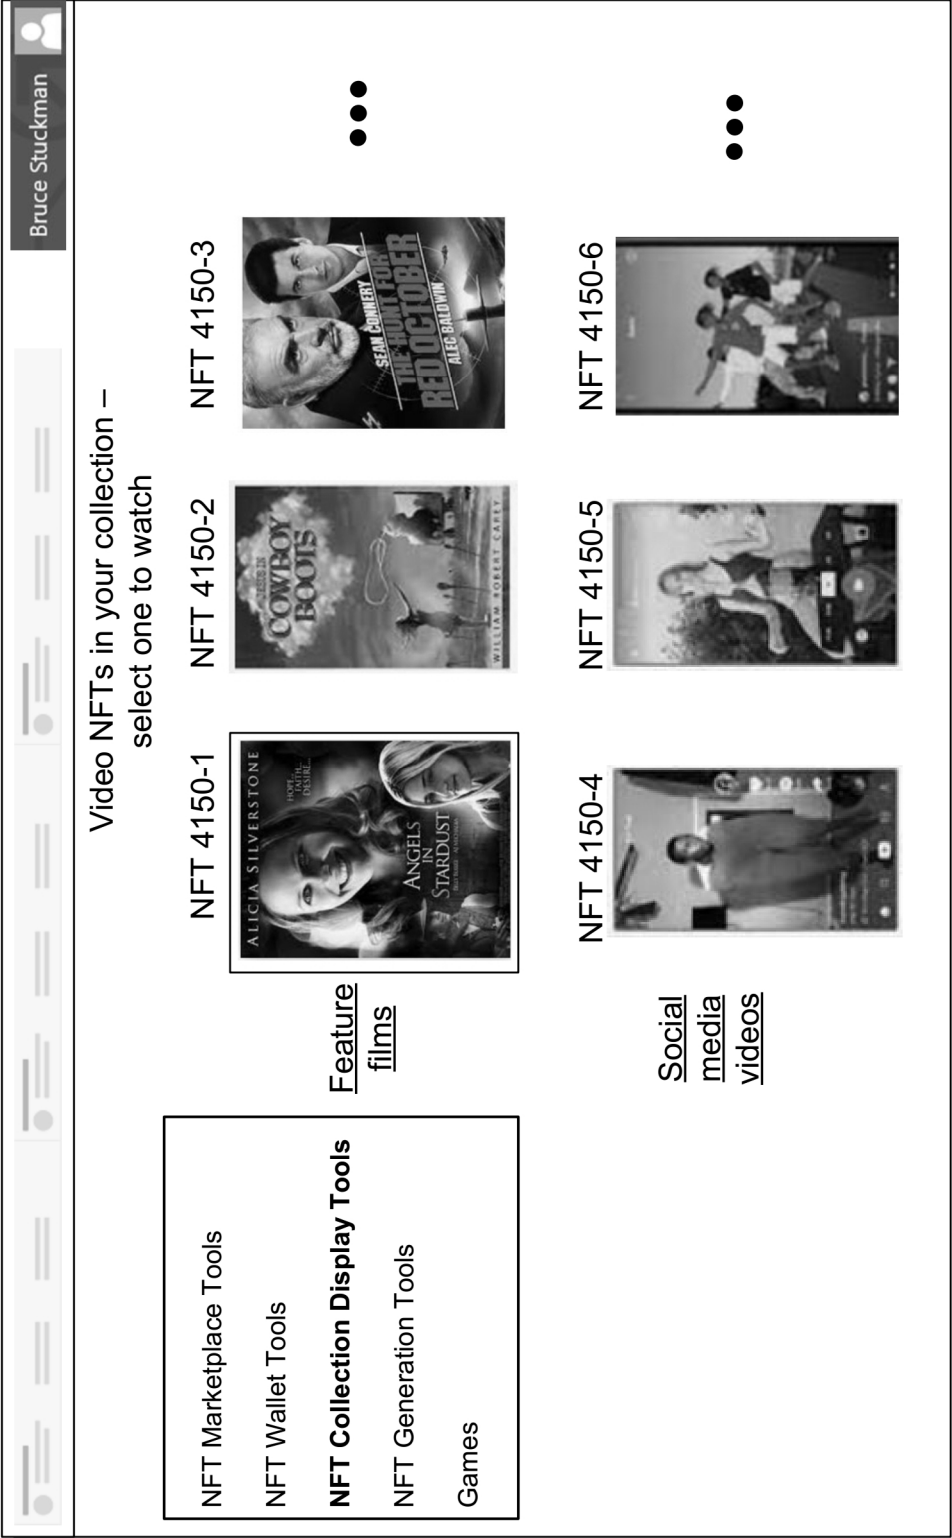 Bruce Stuckman
Video NFTs in your collection –
select one to watch
NFT Marketplace Tools
NFT Wallet Tools
NFT Collection Display Tools
NFT Generation Tools
Games
Feature
films
NFT 4150-1
ALICIA SILVERSTONE
HOPE...
FAITH...
DESIRE...
ANGELS
IN
STARDUST
NFT 4150-2
COWBOY
BOOTS
WILLIAM ROBERT CAREY
NFT 4150-3
SEAN CONNERY
THE HUNT FOR
RED OCTOBER
ALEC BALDWIN
Social
media
videos
NFT 4150-4
NFT 4150-5
NFT 4150-6